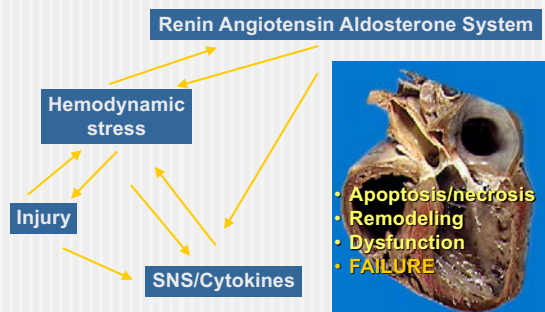 Renin Angiotensin Aldosterone System
Hemodynamic
stress
Injury
SNS/Cytokines
• Apoptosis/necrosis
• Remodeling
• Dysfunction
• FAILURE